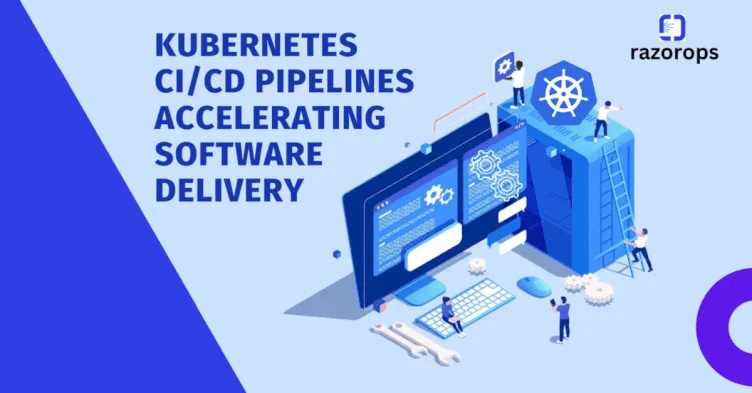 KUBERNETES
CI/CD PIPELINES
ACCELERATING
SOFTWARE
DELIVERY
razorops